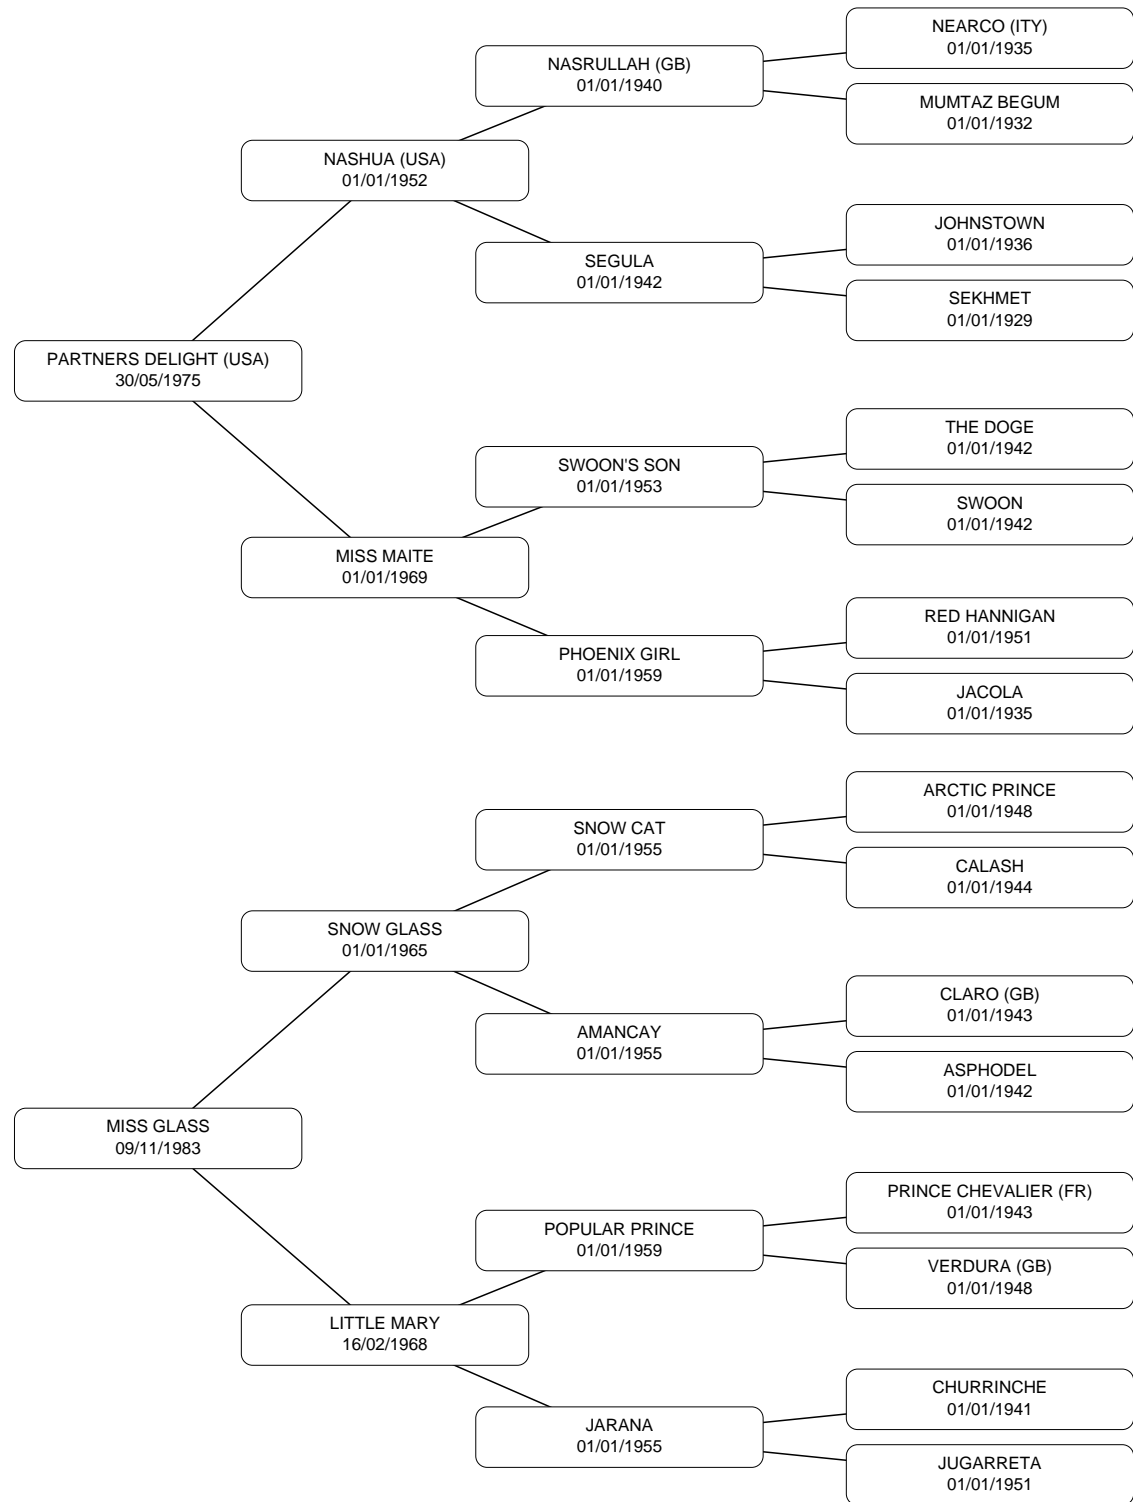 NEARCO (ITY)
01/01/1935
NASRULLAH (GB)
01/01/1940
MUMTAZ BEGUM
01/01/1932
NASHUA (USA)
01/01/1952
JOHNSTOWN
01/01/1936
SEGULA
01/01/1942
SEKHMET
01/01/1929
PARTNERS DELIGHT (USA)
30/05/1975
THE DOGE
01/01/1942
SWOON'S SON
01/01/1953
SWOON
01/01/1942
MISS MAITE
01/01/1969
RED HANNIGAN
01/01/1951
PHOENIX GIRL
01/01/1959
JACOLA
01/01/1935
ARCTIC PRINCE
01/01/1948
SNOW CAT
01/01/1955
CALASH
01/01/1944
SNOW GLASS
01/01/1965
CLARO (GB)
01/01/1943
AMANCAY
01/01/1955
ASPHODEL
01/01/1942
MISS GLASS
09/11/1983
PRINCE CHEVALIER (FR)
01/01/1943
POPULAR PRINCE
01/01/1959
VERDURA (GB)
01/01/1948
LITTLE MARY
16/02/1968
CHURRINCHE
01/01/1941
JARANA
01/01/1955
JUGARRETA
01/01/1951